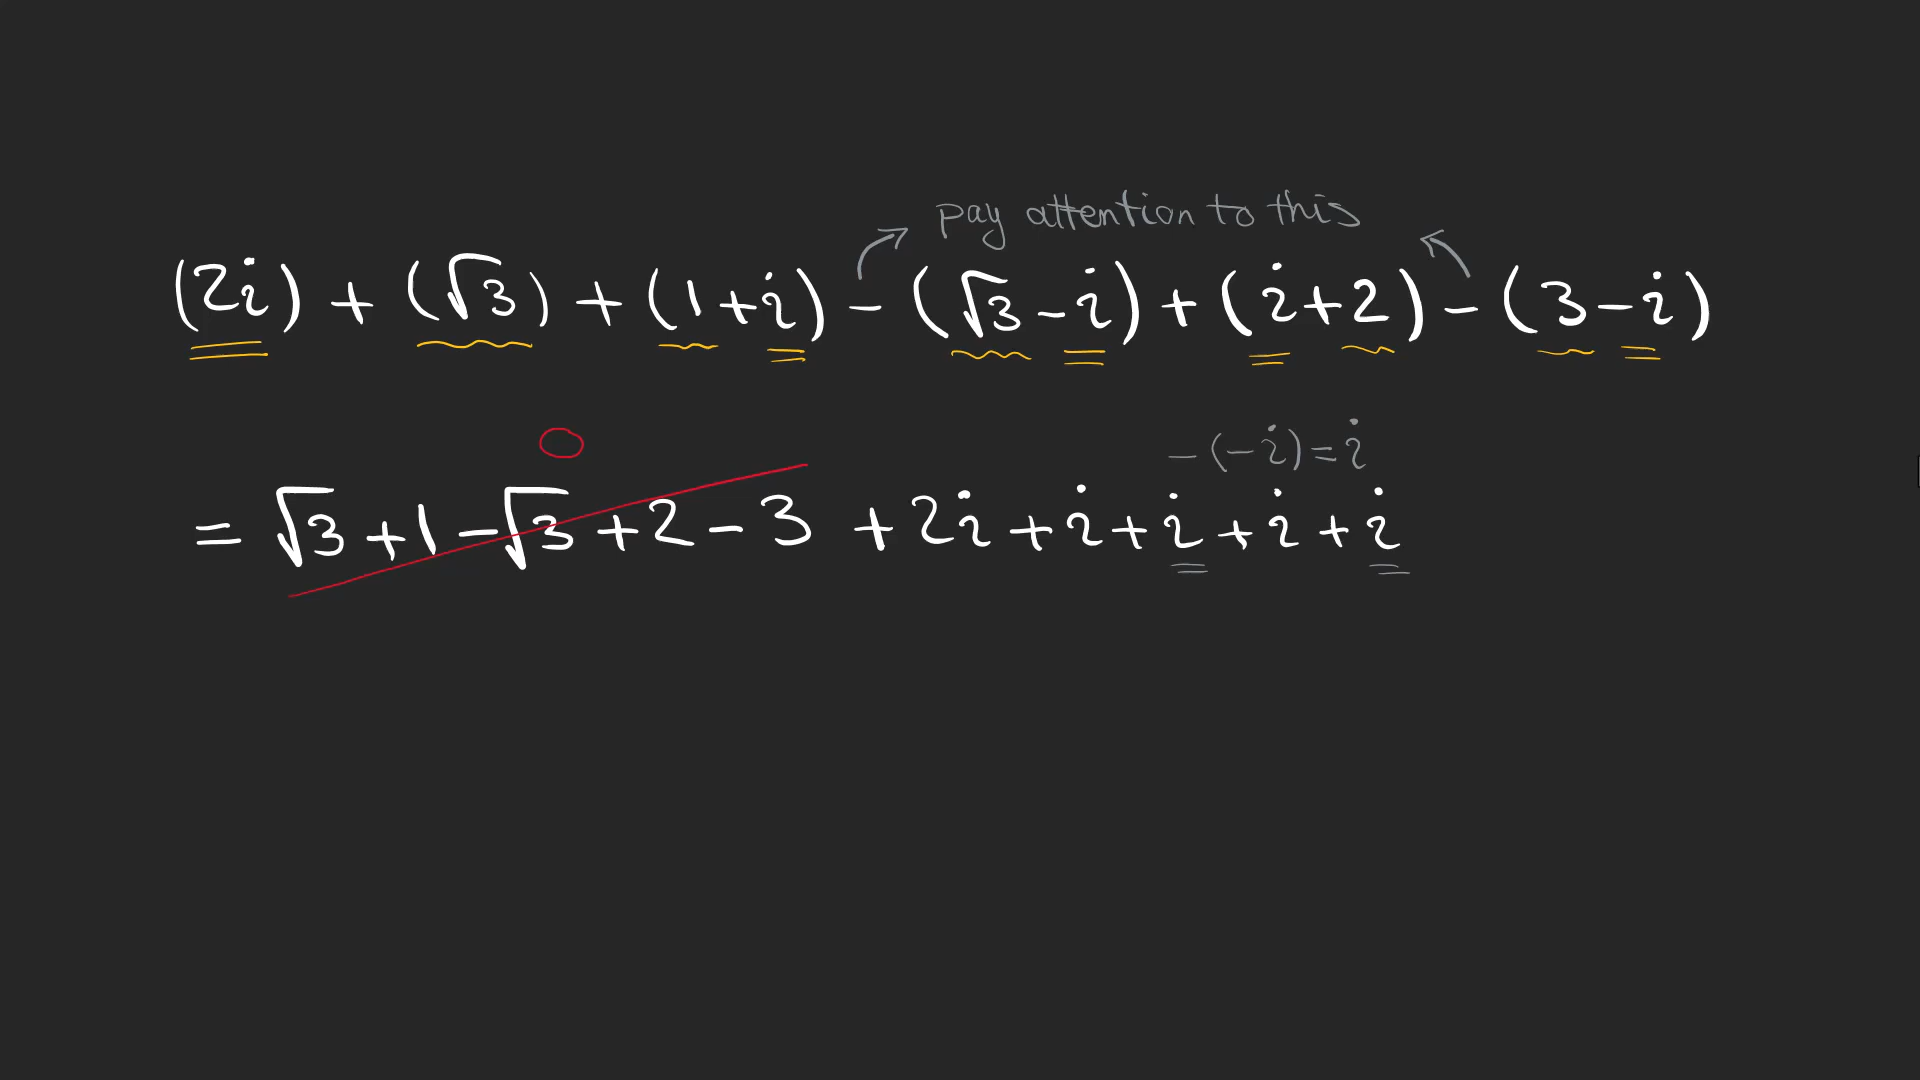 pay attention to this
(2i) + (√3) + (1+i) - (√3-i) + (i+2) - (3-i)
0
-(-i)=i
= √3+1-√3+2-3 +2i+i+i+i+i